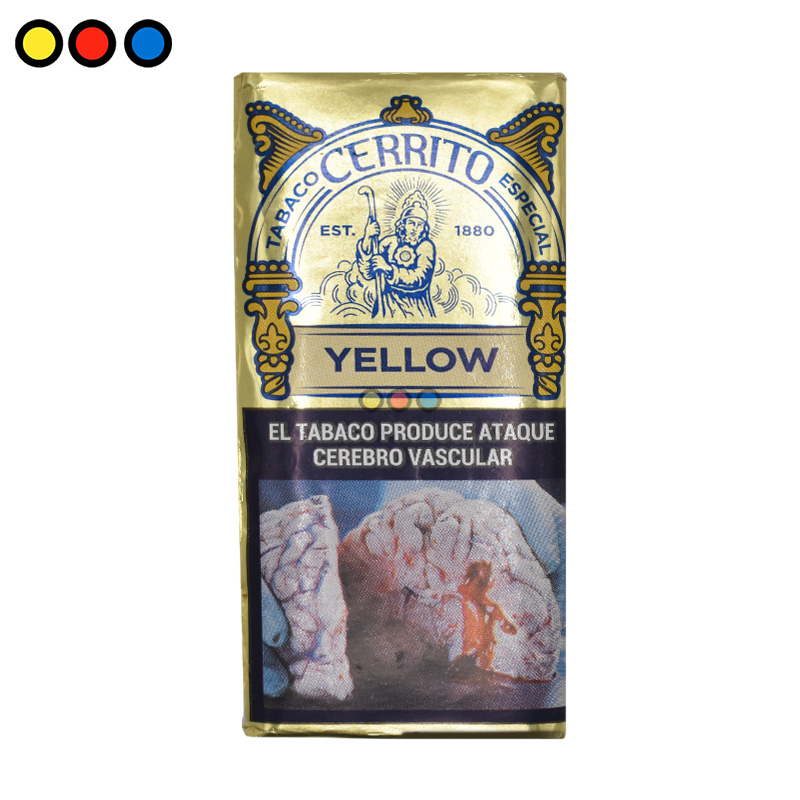 CERRITO
TABACO ESPECIAL
EST. 1880
YELLOW
EL TABACO PRODUCE ATAQUE
CEREBRO VASCULAR